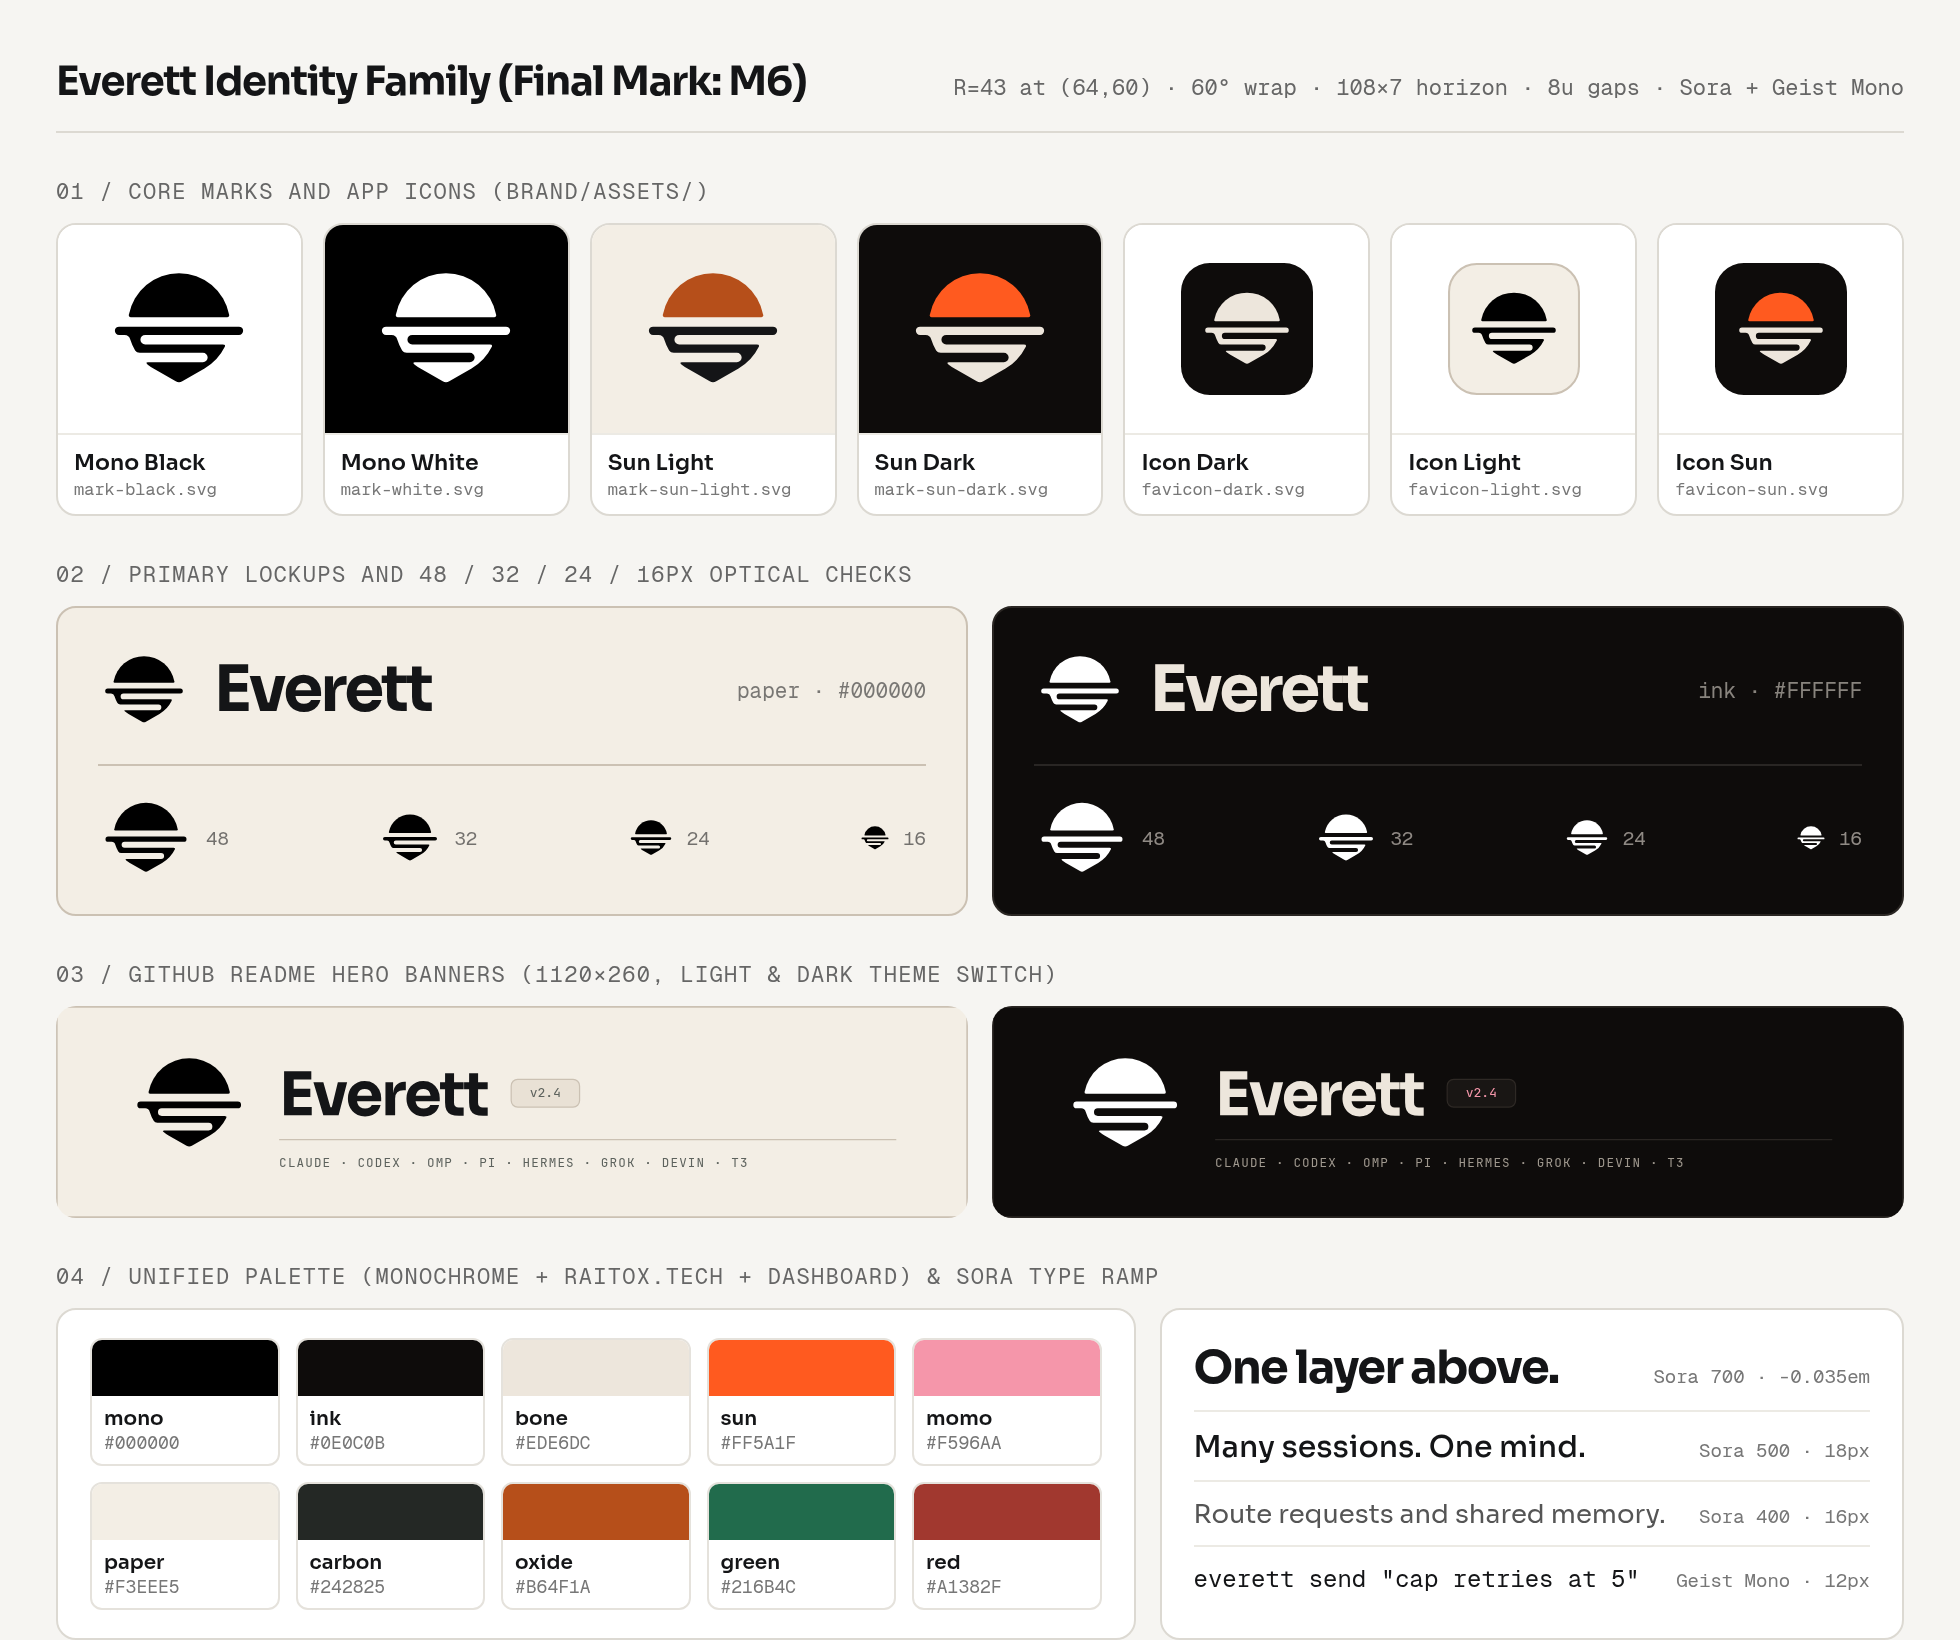 Everett Identity Family (Final Mark: M6)
R=43 at (64,60) · 60° wrap · 108×7 horizon · 8u gaps · Sora + Geist Mono
01 / CORE MARKS AND APP ICONS (BRAND/ASSETS/)
Mono Black
mark-black.svg
Mono White
mark-white.svg
Sun Light
mark-sun-light.svg
Sun Dark
mark-sun-dark.svg
Icon Dark
favicon-dark.svg
Icon Light
favicon-light.svg
Icon Sun
favicon-sun.svg
02 / PRIMARY LOCKUPS AND 48 / 32 / 24 / 16PX OPTICAL CHECKS
Everett
paper · #000000
48
32
24
16
Everett
ink · #FFFFFF
48
32
24
16
03 / GITHUB README HERO BANNERS (1120×260, LIGHT & DARK THEME SWITCH)
Everett
v2.4
CLAUDE · CODEX · OMP · PI · HERMES · GROK · DEVIN · T3
Everett
v2.4
CLAUDE · CODEX · OMP · PI · HERMES · GROK · DEVIN · T3
04 / UNIFIED PALETTE (MONOCHROME + RAITOX.TECH + DASHBOARD) & SORA TYPE RAMP
mono
#000000
ink
#0E0C0B
bone
#EDE6DC
sun
#FF5A1F
momo
#F596AA
paper
#F3EEE5
carbon
#242825
oxide
#B64F1A
green
#216B4C
red
#A1382F
One layer above.
Sora 700 · -0.035em
Many sessions. One mind.
Sora 500 · 18px
Route requests and shared memory.
Sora 400 · 16px
everett send "cap retries at 5"
Geist Mono · 12px